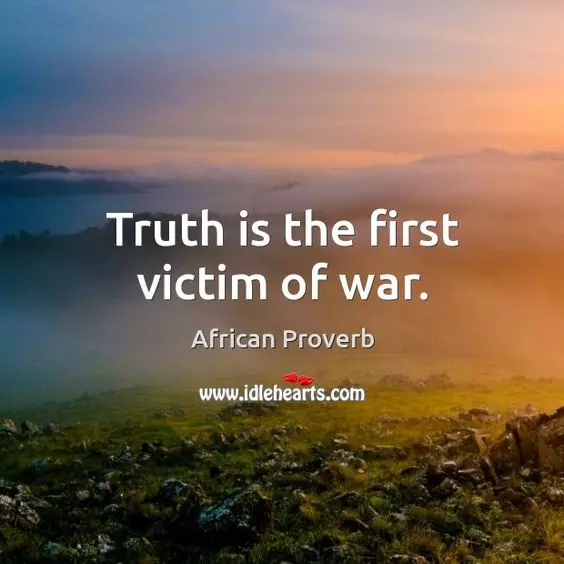 Truth is the first
victim of war.
African Proverb
www.idlehearts.com